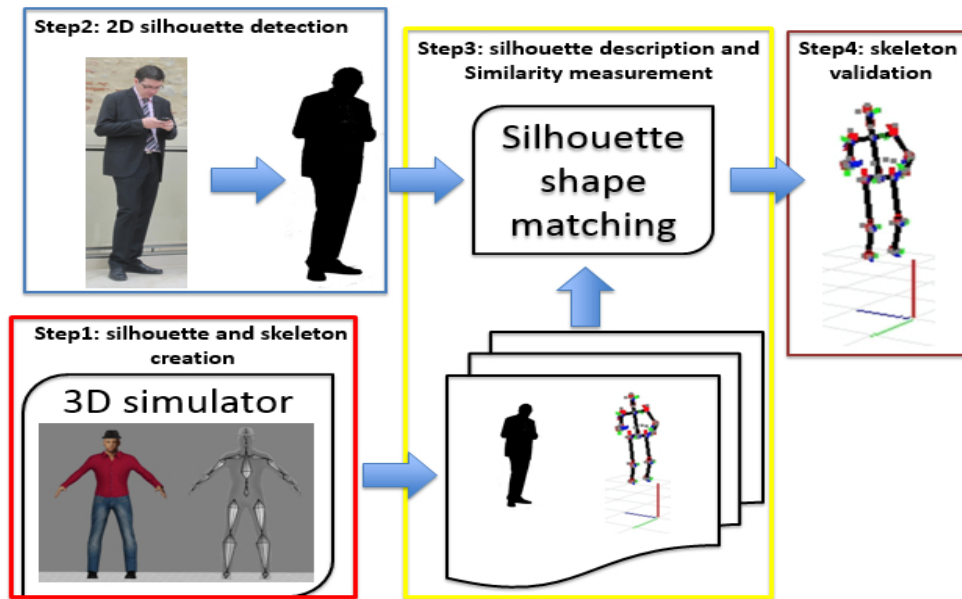 Step2: 2D silhouette detection
Step3: silhouette description and
Similarity measurement
Silhouette
shape
matching
Step4: skeleton
validation
Step1: silhouette and skeleton
creation
3D simulator